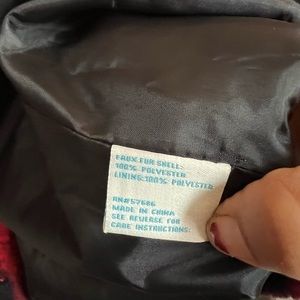 FAUX FUR SHELL:
100% POLYESTER
LINING:100% POLYESTER
RN#57686
MADE IN CHINA
SEE REVERSE FOR
CARE INSTRUCTIONS: